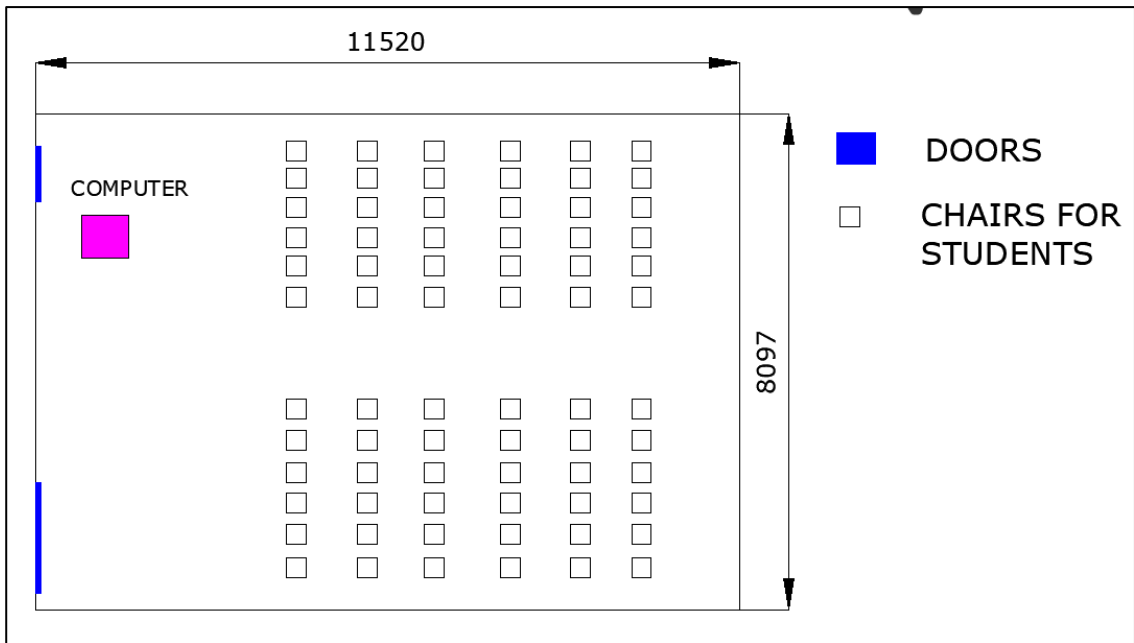 11520
DOORS
COMPUTER
CHAIRS FOR
STUDENTS
8097